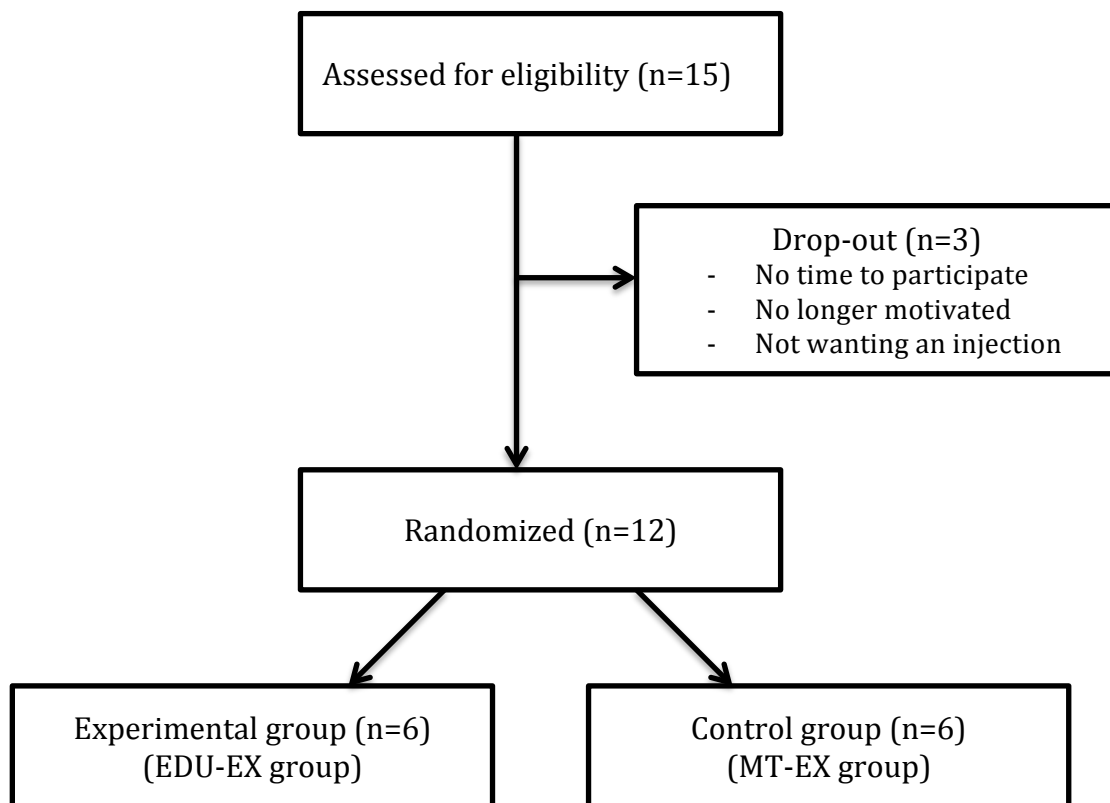 Assessed for eligibility (n=15)
Drop-out (n=3)
- No time to participate
- No longer motivated
- Not wanting an injection
Randomized (n=12)
Experimental group (n=6)
(EDU-EX group)
Control group (n=6)
(MT-EX group)